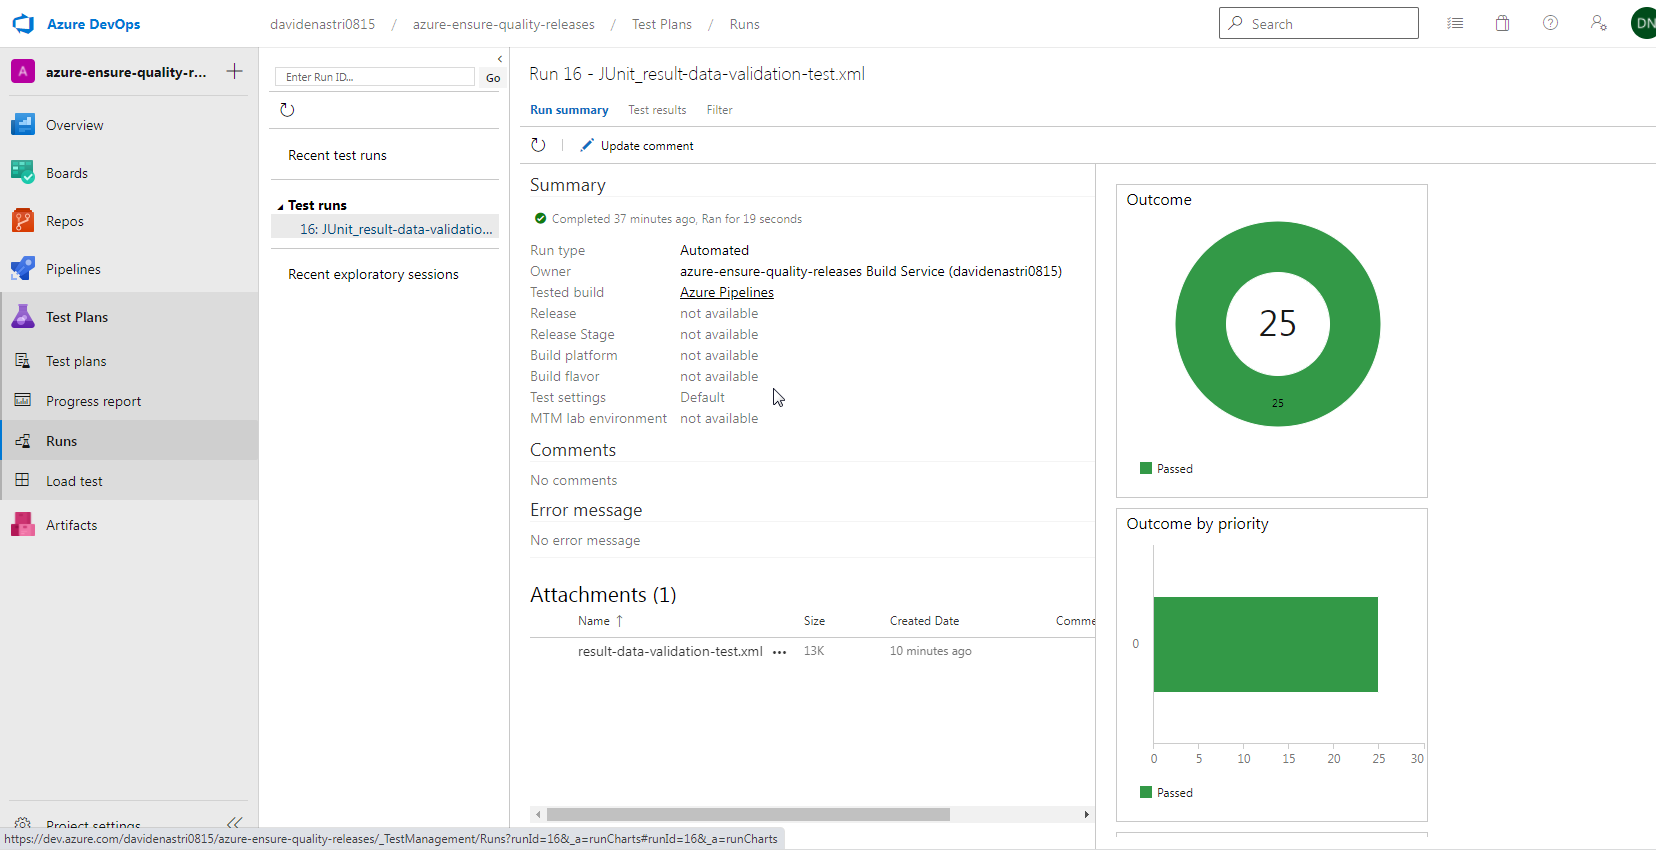 Azure DevOps
davidenastri0815 / azure-ensure-quality-releases / Test Plans / Runs
Search
DN
A azure-ensure-quality-r...
Overview
Boards
Repos
Pipelines
Test Plans
Test plans
Progress report
Runs
Load test
Artifacts
Project settings
Enter Run ID...
Go
Recent test runs
Test runs
16: JUnit_result-data-validatio...
Recent exploratory sessions
Run 16 - JUnit_result-data-validation-test.xml
Run summary Test results Filter
Update comment
Summary
Completed 37 minutes ago, Ran for 19 seconds
Run type Automated
Owner azure-ensure-quality-releases Build Service (davidenastri0815)
Tested build Azure Pipelines
Release not available
Release Stage not available
Build platform not available
Build flavor not available
Test settings Default
MTM lab environment not available
Comments
No comments
Error message
No error message
Attachments (1)
Name ↑ Size Created Date Comme
result-data-validation-test.xml ••• 13K 10 minutes ago
Outcome
25
25
Passed
Outcome by priority
0
0 5 10 15 20 25 30
Passed
https://dev.azure.com/davidenastri0815/azure-ensure-quality-releases/_TestManagement/Runs?runId=16&_a=runCharts#runId=16&_a=runCharts